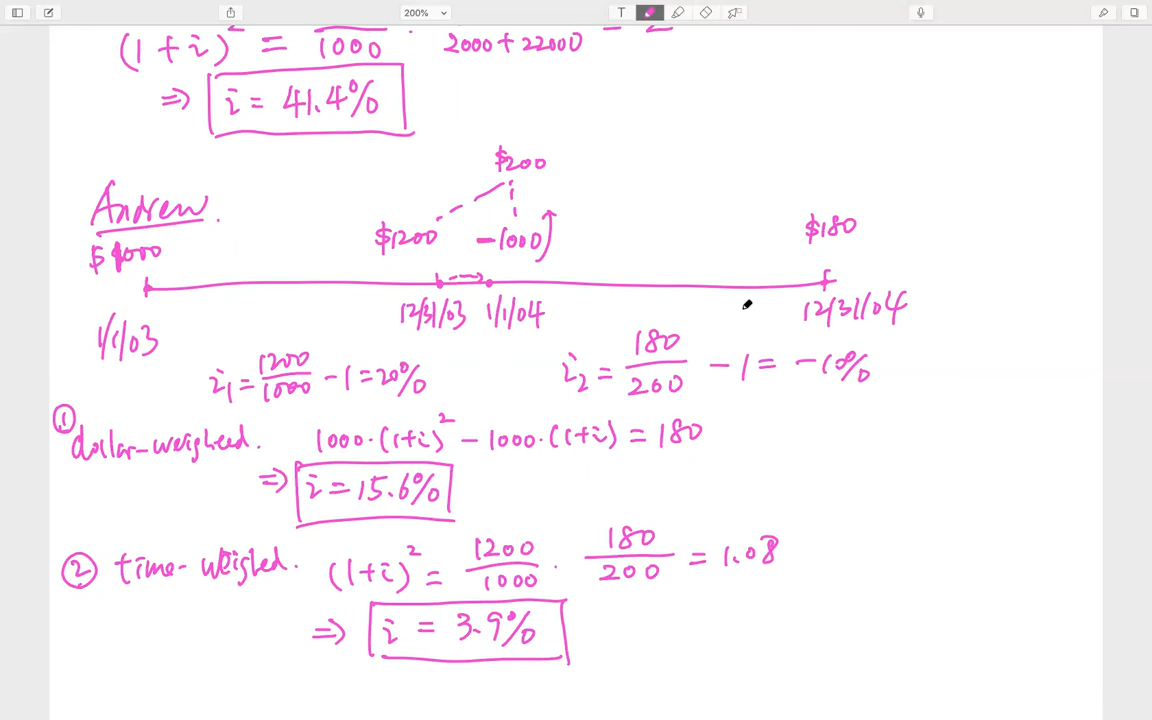 200%
T
(1+i)² = 1000 · 2000+22000 = 2
⇒ i = 41.4%
$200
Andrew.
$1000
$1200
-1000
$180
1/1/03
12/31/03
1/1/04
12/31/04
i₁ = 1200/1000 - 1 = 20%
i₂ = 180/200 - 1 = -10%
① dollar-weighed. 1000·(1+i)² - 1000·(1+i) = 180
⇒ i = 15.6%
② time-weighed. (1+i)² = 1200/1000 · 180/200 = 1.08
⇒ i = 3.9%